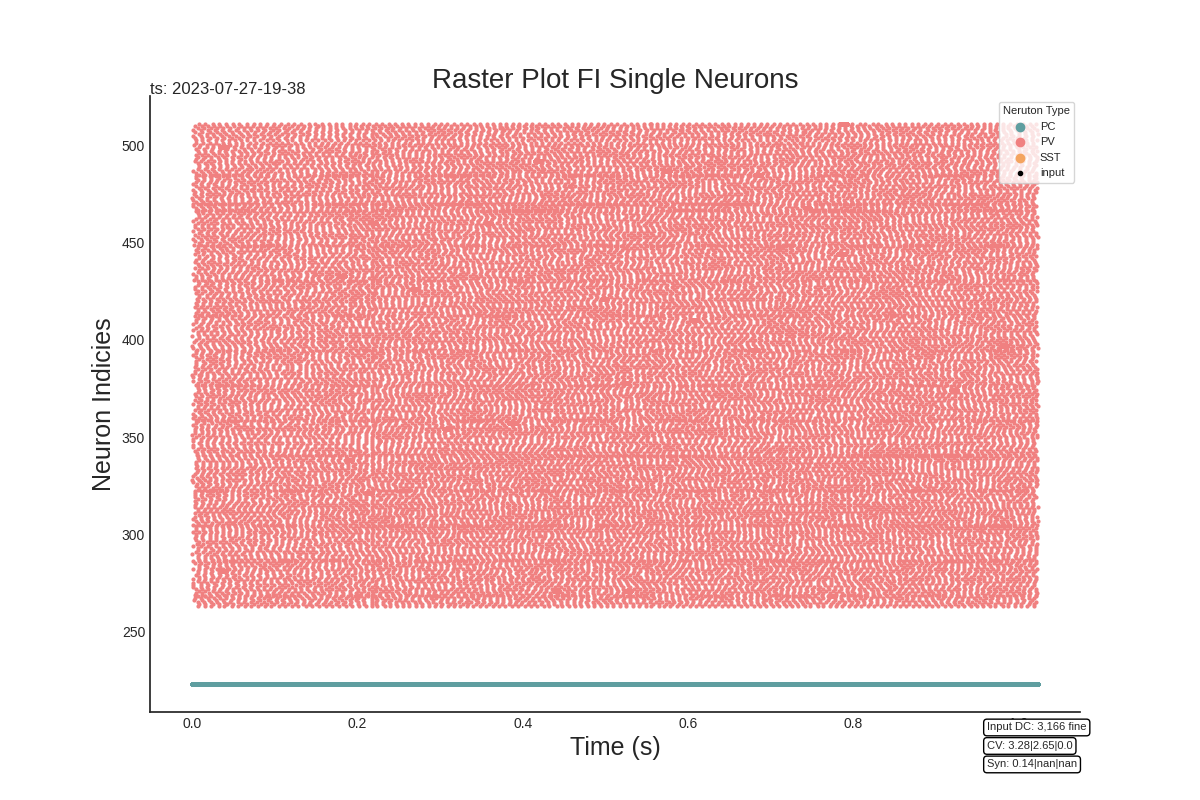 Raster Plot FI Single Neurons
ts: 2023-07-27-19-38
Neruton Type
PC
PV
SST
input
500
450
400
350
300
250
Neuron Indicies
0.0 0.2 0.4 0.6 0.8
Time (s)
Input DC: 3,166 fine
CV: 3.28|2.65|0.0
Syn: 0.14|nan|nan